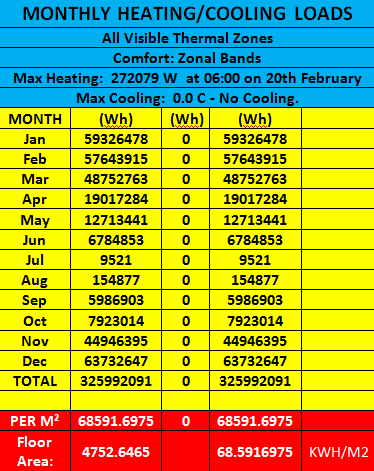 MONTHLY HEATING/COOLING LOADS
All Visible Thermal Zones
Comfort: Zonal Bands
Max Heating: 272079 W at 06:00 on 20th February
Max Cooling: 0.0 C - No Cooling.
MONTH (Wh) (Wh) (Wh)
Jan 59326478 0 59326478
Feb 57643915 0 57643915
Mar 48752763 0 48752763
Apr 19017284 0 19017284
May 12713441 0 12713441
Jun 6784853 0 6784853
Jul 9521 0 9521
Aug 154877 0 154877
Sep 5986903 0 5986903
Oct 7923014 0 7923014
Nov 44946395 0 44946395
Dec 63732647 0 63732647
TOTAL 325992091 0 325992091
PER M² 68591.6975 0 68591.6975
Floor
Area: 4752.6465 68.5916975 KWH/M2